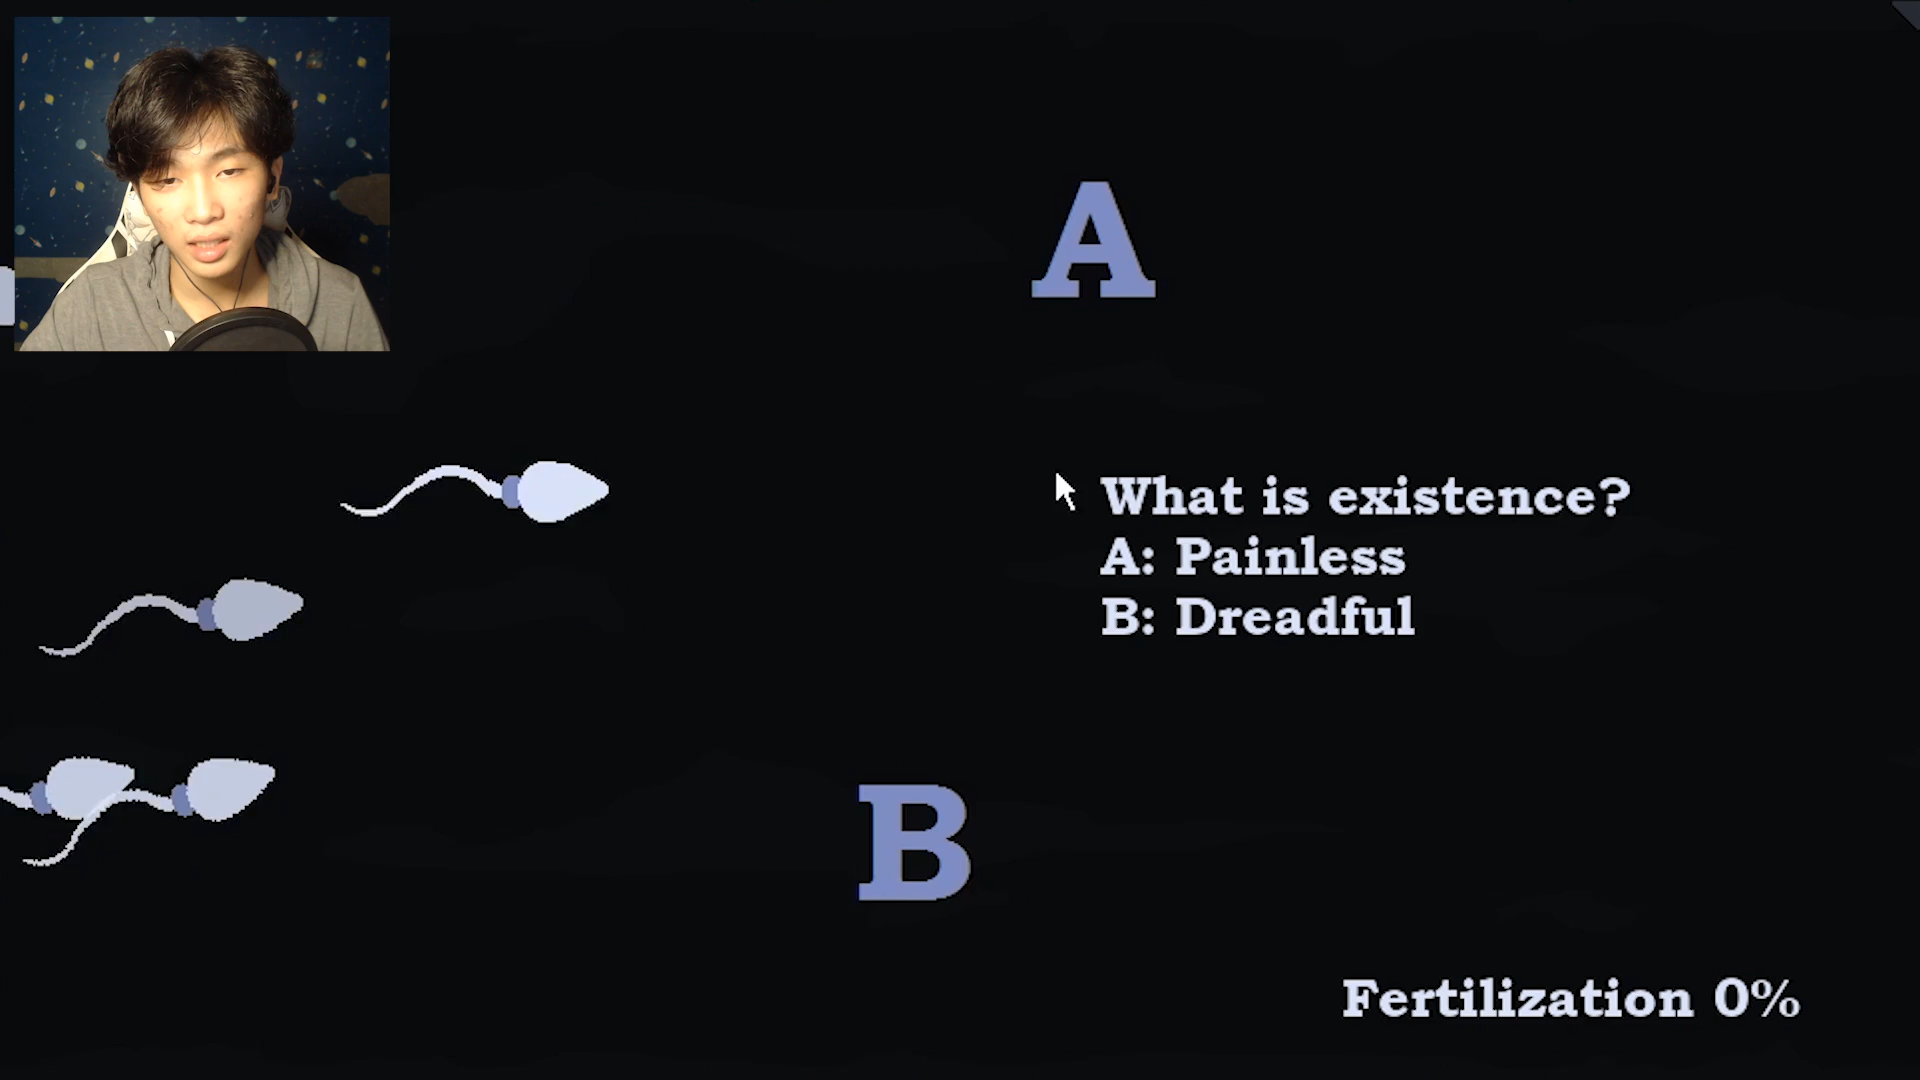 A
What is existence?
A: Painless
B: Dreadful
B
Fertilization 0%